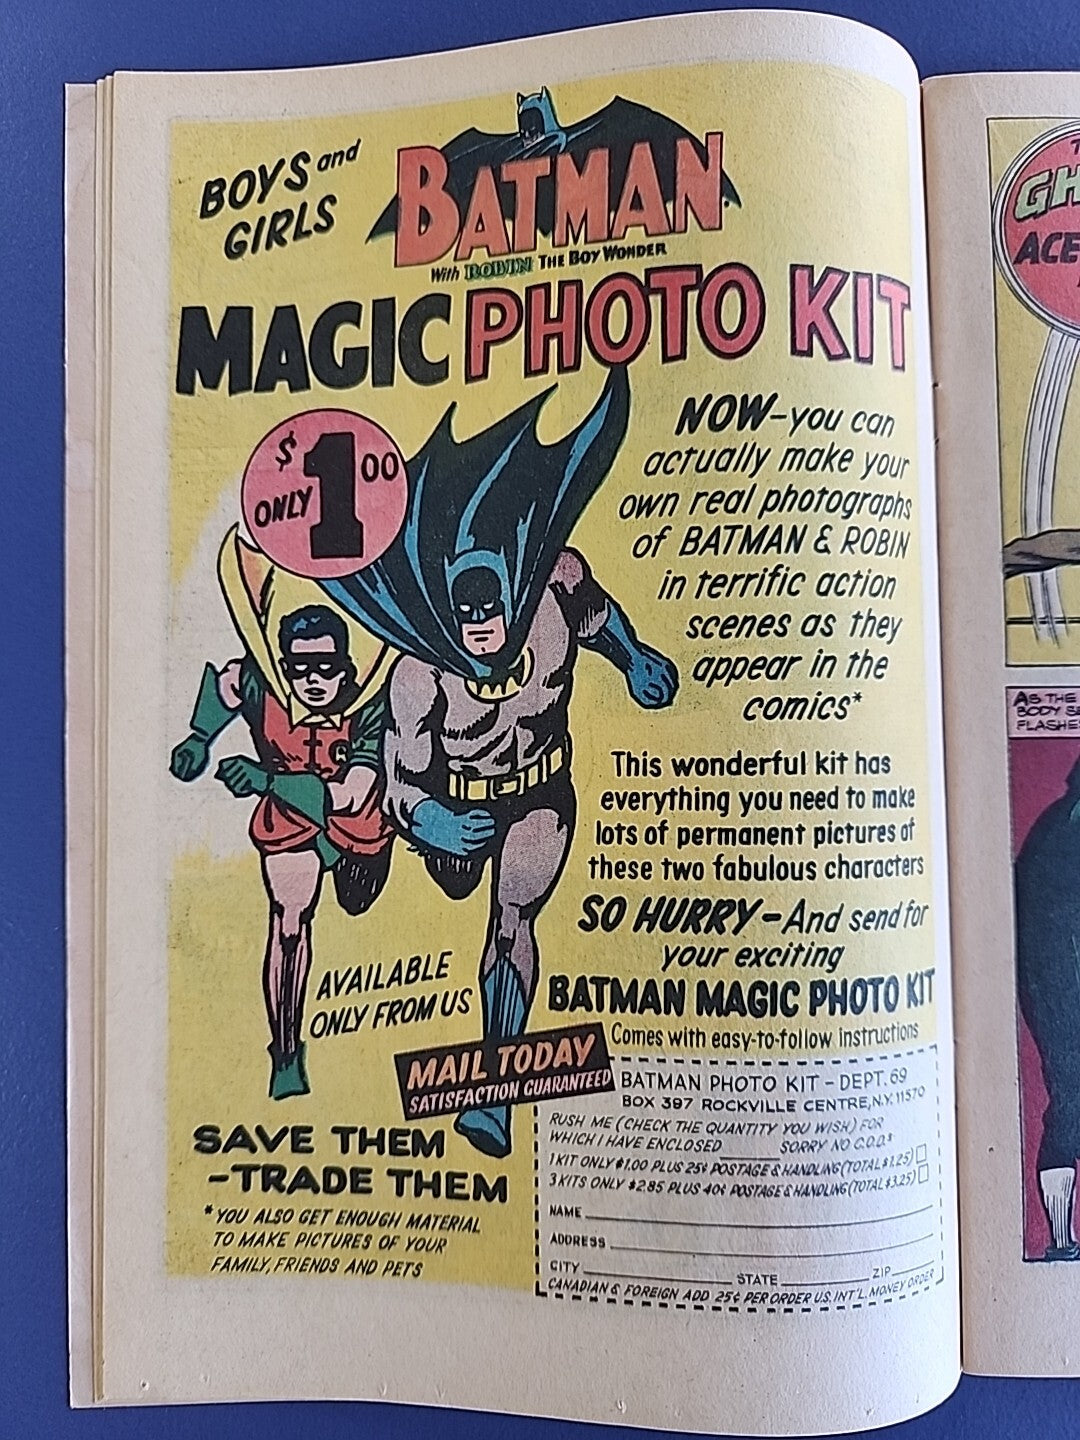 BOYS and
GIRLS
BATMAN
With ROBIN THE BOY WONDER
MAGIC PHOTO KIT
$ ONLY 1 00
NOW-you can
actually make your
own real photographs
of BATMAN & ROBIN
in terrific action
scenes as they
appear in the
comics*
This wonderful kit has
everything you need to make
lots of permanent pictures of
these two fabulous characters
SO HURRY-And send for
your exciting
BATMAN MAGIC PHOTO KIT
Comes with easy-to-follow instructions
AVAILABLE
ONLY FROM US
MAIL TODAY
SATISFACTION GUARANTEED
SAVE THEM
-TRADE THEM
*YOU ALSO GET ENOUGH MATERIAL
TO MAKE PICTURES OF YOUR
FAMILY, FRIENDS AND PETS
BATMAN PHOTO KIT - DEPT. 69
BOX 397 ROCKVILLE CENTRE, N.Y. 11570
RUSH ME (CHECK THE QUANTITY YOU WISH) FOR
WHICH I HAVE ENCLOSED SORRY NO C.O.D.s
1 KIT ONLY $1.00 PLUS 25¢ POSTAGE & HANDLING (TOTAL $1.25)
3 KITS ONLY $2.85 PLUS 40¢ POSTAGE & HANDLING (TOTAL $3.25)
NAME
ADDRESS
CITY STATE ZIP
CANADIAN & FOREIGN ADD 25¢ PER ORDER U.S. INT'L. MONEY ORDER
R
GH
ACE
AS THE
BODY
FLASHE